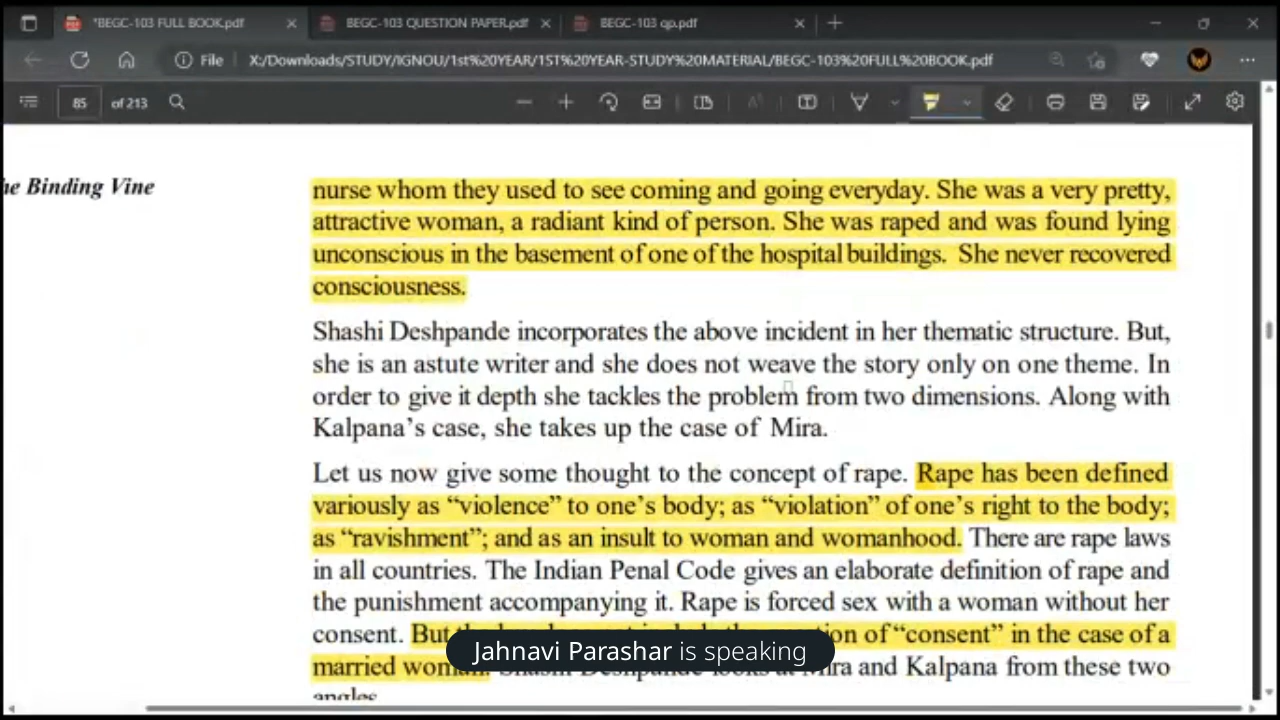 *BEGC-103 FULL BOOK.pdf
BEGC-103 QUESTION PAPER.pdf
BEGC-103 qp.pdf
File
X:/Downloads/STUDY/IGNOU/1st%20YEAR/1ST%20YEAR-STUDY%20MATERIAL/BEGC-103%20FULL%20BOOK.pdf
85 of 213
he Binding Vine
nurse whom they used to see coming and going everyday. She was a very pretty,
attractive woman, a radiant kind of person. She was raped and was found lying
unconscious in the basement of one of the hospital buildings. She never recovered
consciousness.
Shashi Deshpande incorporates the above incident in her thematic structure. But,
she is an astute writer and she does not weave the story only on one theme. In
order to give it depth she tackles the problem from two dimensions. Along with
Kalpana's case, she takes up the case of Mira.
Let us now give some thought to the concept of rape. Rape has been defined
variously as “violence” to one's body; as “violation” of one's right to the body;
as “ravishment”; and as an insult to woman and womanhood. There are rape laws
in all countries. The Indian Penal Code gives an elaborate definition of rape and
the punishment accompanying it. Rape is forced sex with a woman without her
consent. But of “consent” in the case of a
married woman. Mira and Kalpana from these two
angles.
Jahnavi Parashar is speaking